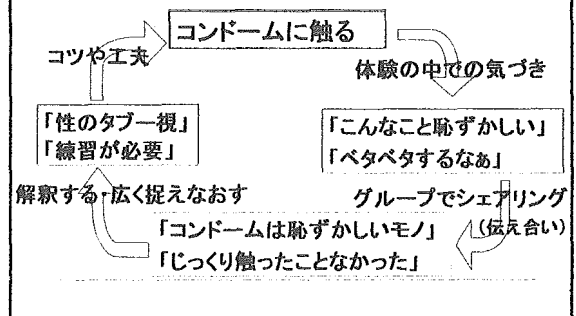 コンドームに触る
コツや工夫
体験の中での気づき
「性のタブー視」
「練習が必要」
「こんなこと恥ずかしい」
「ベタベタするなぁ」
解釈する・広く捉えなおす
グループでシェアリング
(伝え合い)
「コンドームは恥ずかしいモノ」
「じっくり触ったことなかった」